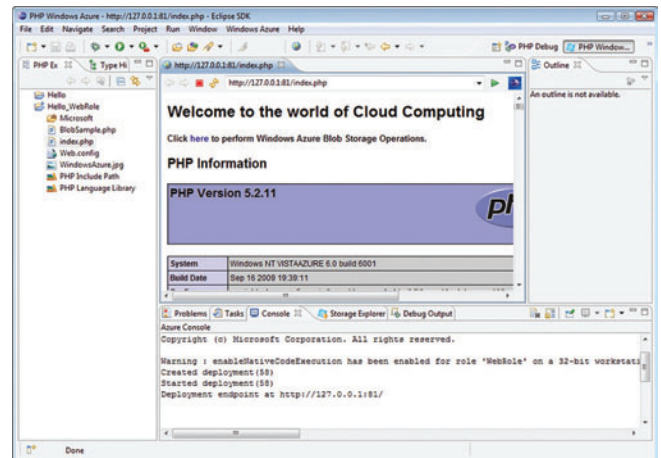 PHP Windows Azure - http://127.0.0.1:81/index.php - Eclipse SDK
File Edit Navigate Search Project Run Window Windows Azure Help
PHP Debug PHP Window...
PHP Ex Type Hi
Hello
Hello_WebRole
Microsoft
BlobSample.php
index.php
Web.config
WindowsAzure.jpg
PHP Include Path
PHP Language Library
http://127.0.0.1:81/index.php
http://127.0.0.1:81/index.php
Welcome to the world of Cloud Computing
Click here to perform Windows Azure Blob Storage Operations.
PHP Information
PHP Version 5.2.11
System Windows NT VISTAAZURE 6.0 build 6001
Build Date Sep 16 2009 19:39:11
Outline
An outline is not available.
Problems Tasks Console Storage Explorer Debug Output
Azure Console
Copyright (c) Microsoft Corporation. All rights reserved.
Warning : enableNativeCodeExecution has been enabled for role 'WebRole' on a 32-bit workstati
Created deployment(58)
Started deployment(58)
Deployment endpoint at http://127.0.0.1:81/
Done